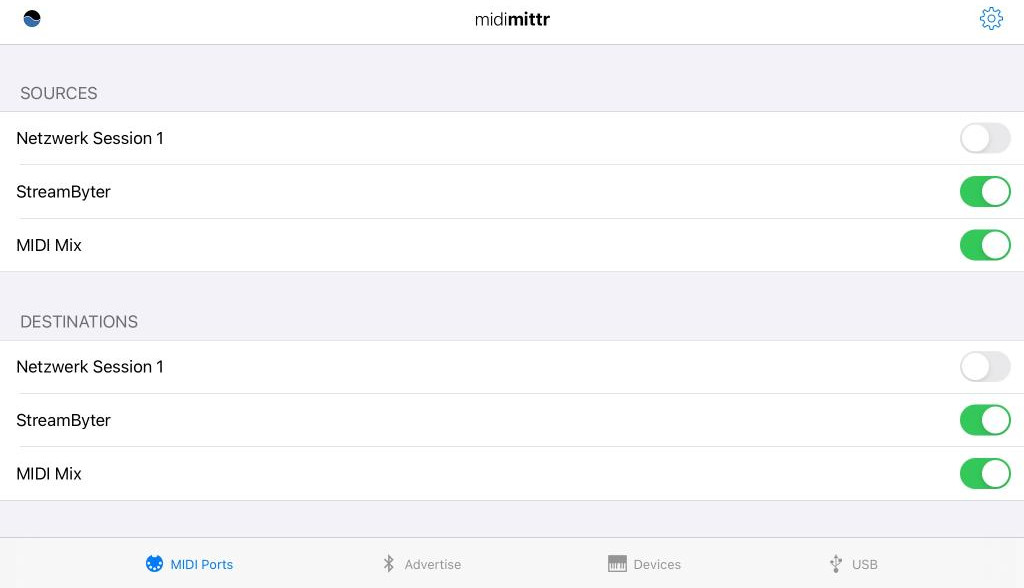 midimittr
SOURCES
Netzwerk Session 1
StreamByter
MIDI Mix
DESTINATIONS
Netzwerk Session 1
StreamByter
MIDI Mix
MIDI Ports Advertise Devices USB